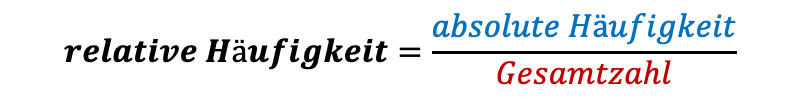 relative Häufigkeit = absolute Häufigkeit
Gesamtzahl